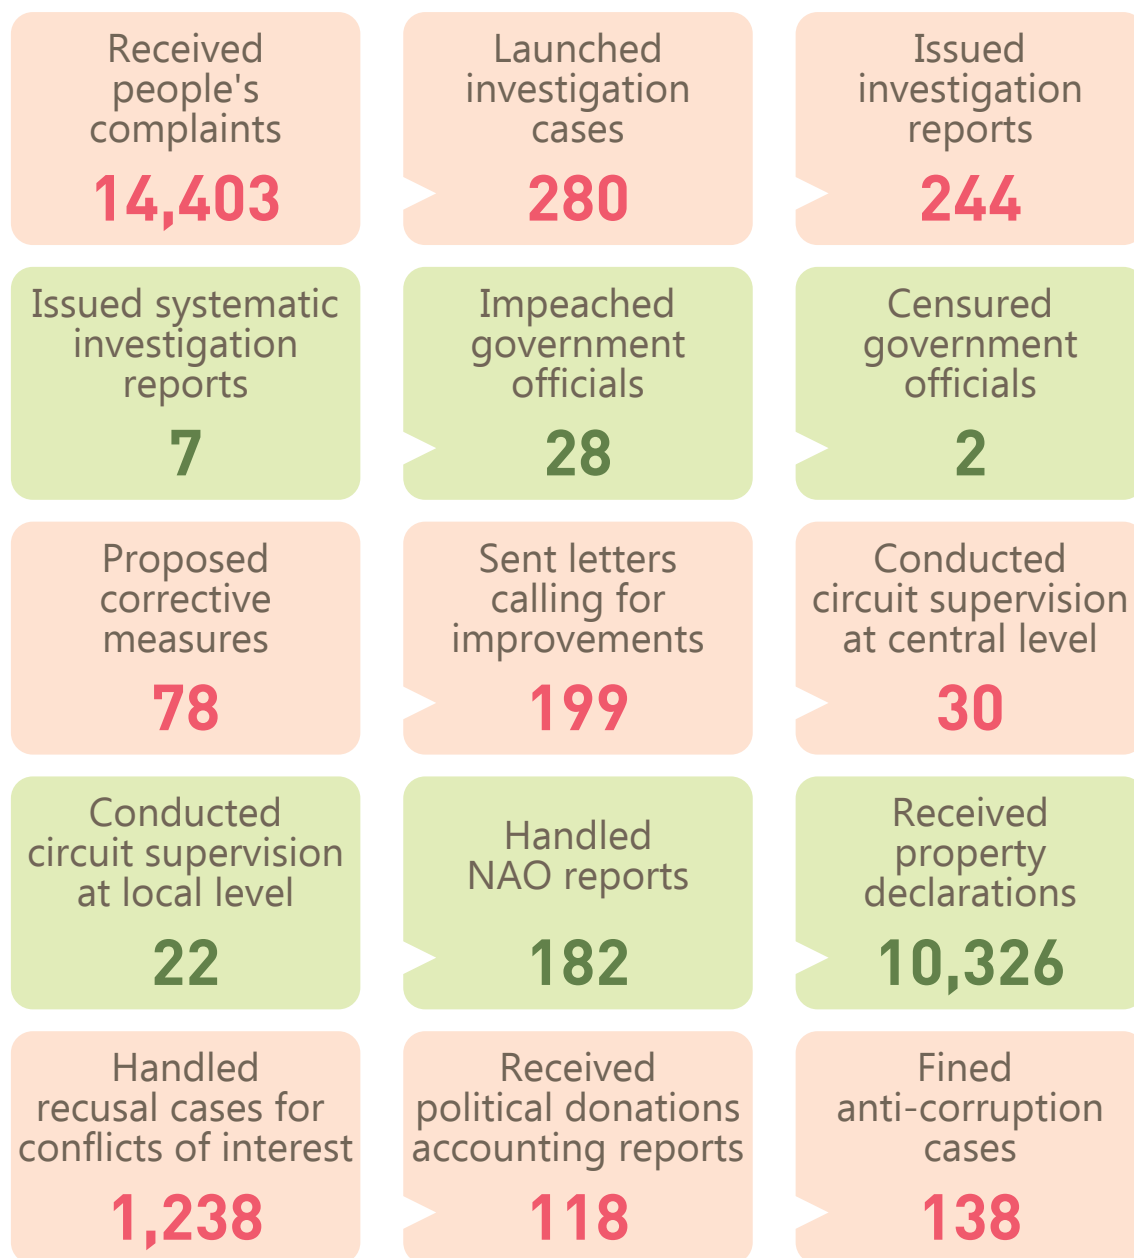 Received
people's
complaints
14,403
Launched
investigation
cases
280
Issued
investigation
reports
244
Issued systematic
investigation
reports
7
Impeached
government
officials
28
Censured
government
officials
2
Proposed
corrective
measures
78
Sent letters
calling for
improvements
199
Conducted
circuit supervision
at central level
30
Conducted
circuit supervision
at local level
22
Handled
NAO reports
182
Received
property
declarations
10,326
Handled
recusal cases for
conflicts of interest
1,238
Received
political donations
accounting reports
118
Fined
anti-corruption
cases
138